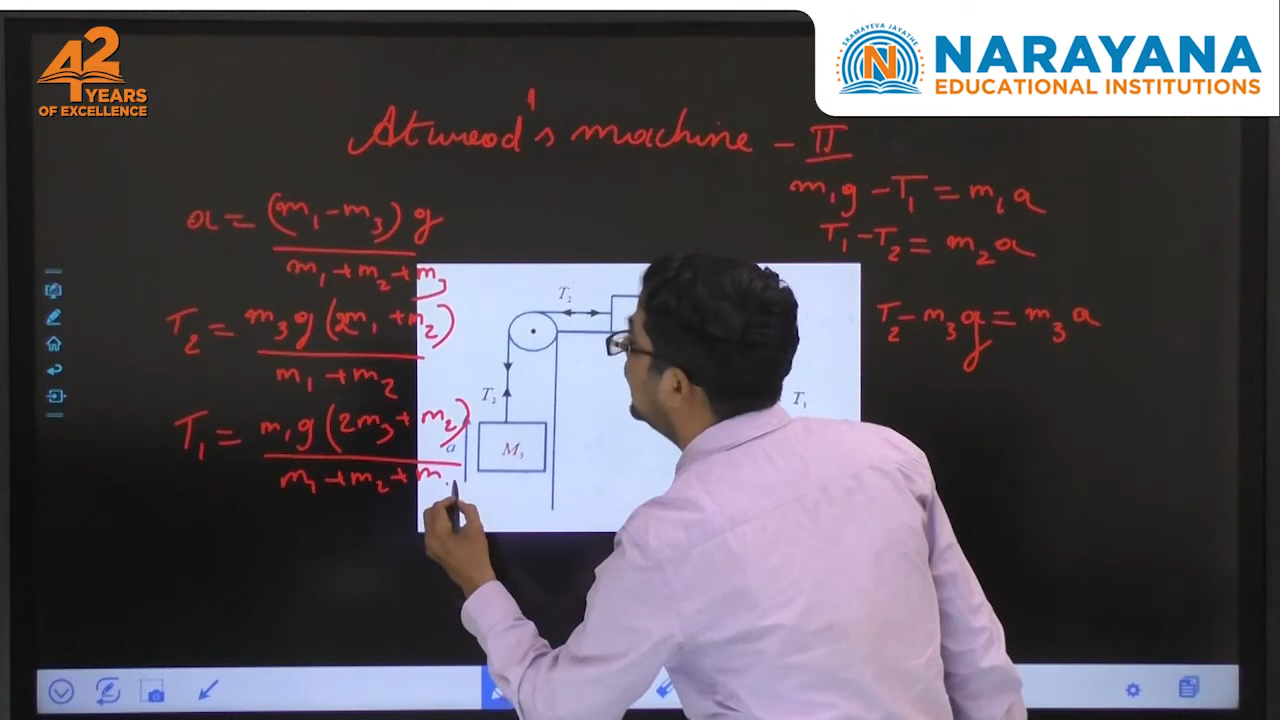 42
YEARS
OF EXCELLENCE
SRAMAYEVA JAYATHE
N
NARAYANA
EDUCATIONAL INSTITUTIONS
Atwood's machine - II
a = (m₁ - m₃) g / m₁ + m₂ + m₃
T₂ = m₃g (2m₁ + m₂) / m₁ + m₂
T₁ = m₁g (2m₃ + m₂) / m₁ + m₂ + m
m₁g - T₁ = m₁a
T₁ - T₂ = m₂a
T₂ - m₃g = m₃a
T₂
T₂
T₁
a
M₃